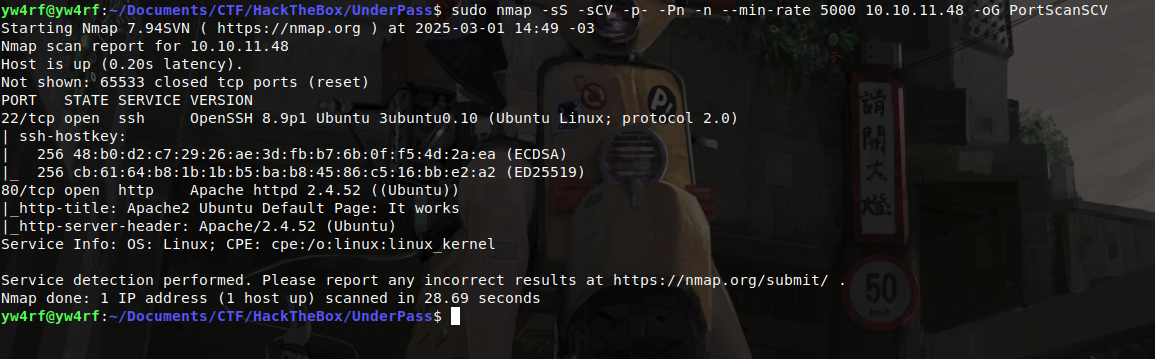 yw4rf@yw4rf:~/Documents/CTF/HackTheBox/UnderPass$ sudo nmap -sS -sCV -p- -Pn -n --min-rate 5000 10.10.11.48 -oG PortScanSCV
Starting Nmap 7.94SVN ( https://nmap.org ) at 2025-03-01 14:49 -03
Nmap scan report for 10.10.11.48
Host is up (0.20s latency).
Not shown: 65533 closed tcp ports (reset)
PORT   STATE SERVICE VERSION
22/tcp open  ssh     OpenSSH 8.9p1 Ubuntu 3ubuntu0.10 (Ubuntu Linux; protocol 2.0)
| ssh-hostkey:
|   256 48:b0:d2:c7:29:26:ae:3d:fb:b7:6b:0f:f5:4d:2a:ea (ECDSA)
|_  256 cb:61:64:b8:1b:1b:b5:ba:b8:45:86:c5:16:bb:e2:a2 (ED25519)
80/tcp open  http    Apache httpd 2.4.52 ((Ubuntu))
|_http-title: Apache2 Ubuntu Default Page: It works
|_http-server-header: Apache/2.4.52 (Ubuntu)
Service Info: OS: Linux; CPE: cpe:/o:linux:linux_kernel
Service detection performed. Please report any incorrect results at https://nmap.org/submit/ .
Nmap done: 1 IP address (1 host up) scanned in 28.69 seconds
yw4rf@yw4rf:~/Documents/CTF/HackTheBox/UnderPass$
請開大燈
50
km/h